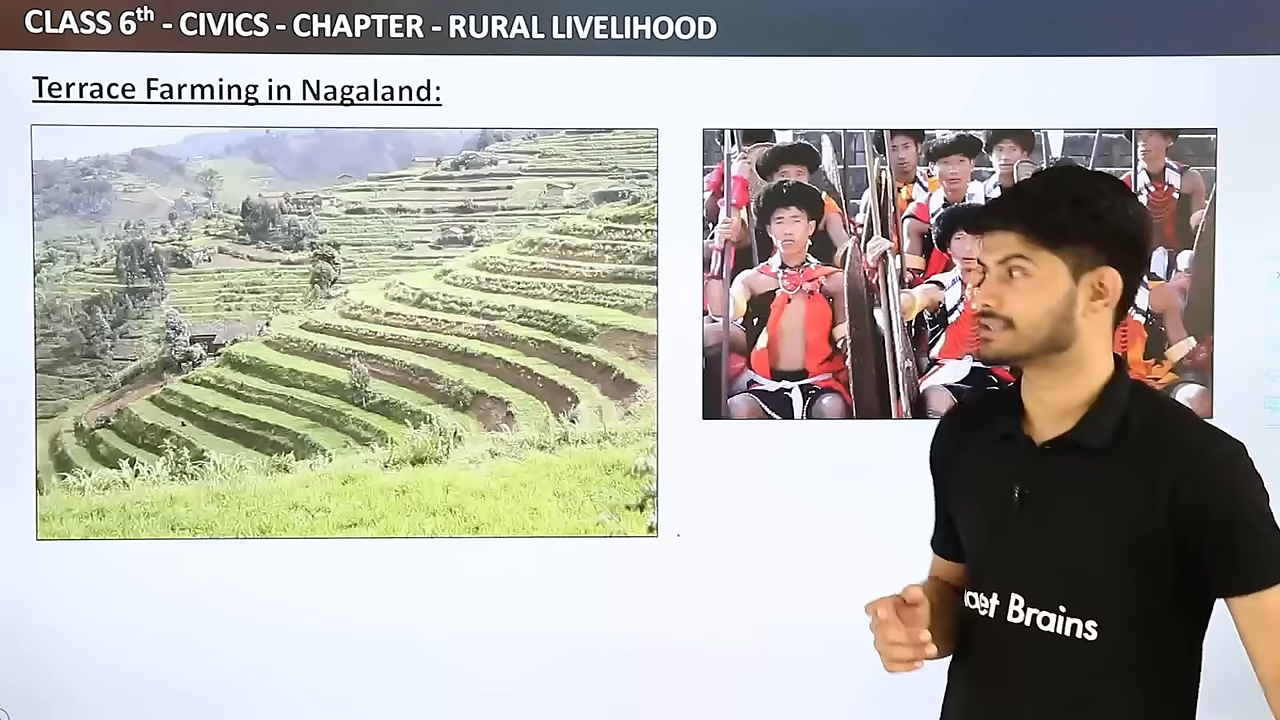 CLASS 6th - CIVICS - CHAPTER - RURAL LIVELIHOOD
Terrace Farming in Nagaland:
Brains